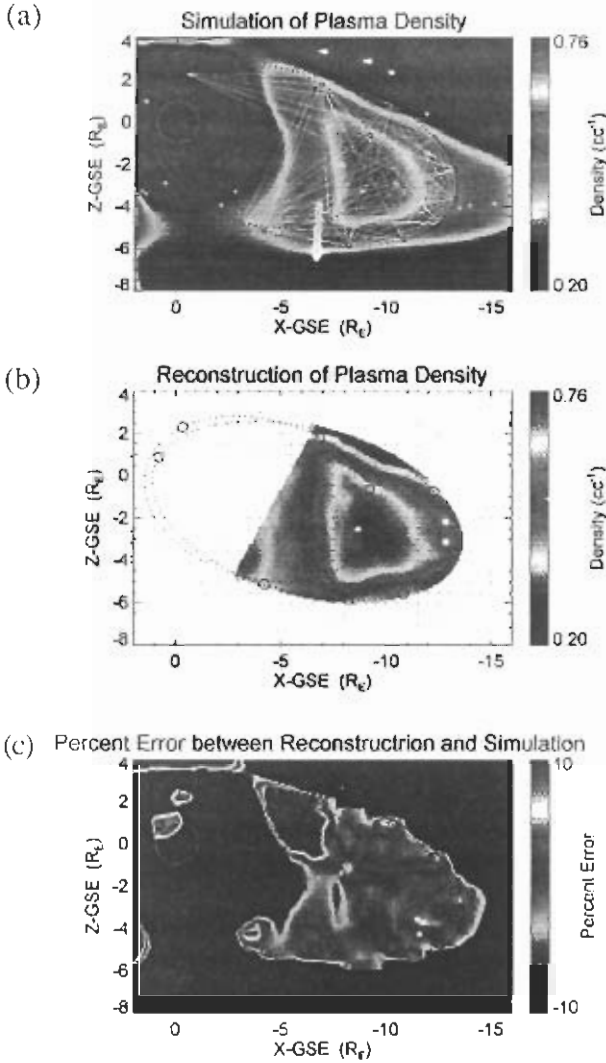 (a)
Simulation of Plasma Density
4
2
0
-2
-4
-6
-8
Z-GSE (R_E)
0 -5 -10 -15
X-GSE (R_E)
0.76
Density (cc⁻¹)
0 20
(b)
Reconstruction of Plasma Density
4
2
0
-2
-4
-6
-8
Z-GSE (R_E)
0 -5 -10 -15
X-GSE (R_E)
0.76
Density (cc⁻¹)
0 20
(c) Percent Error between Reconstructrion and Simulation
4
2
0
-2
-4
-6
-8
Z-GSE (R_E)
0 -5 -10 -15
X-GSE (R_E)
10
Percent Error
-10